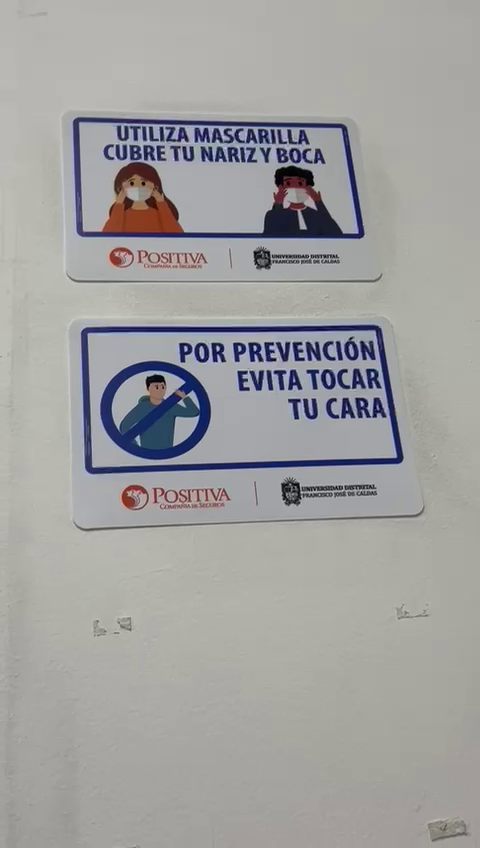 UTILIZA MASCARILLA
CUBRE TU NARIZ Y BOCA
POSITIVA
COMPAÑÍA DE SEGUROS
UNIVERSIDAD DISTRITAL
FRANCISCO JOSÉ DE CALDAS
POR PREVENCIÓN
EVITA TOCAR
TU CARA
POSITIVA
COMPAÑÍA DE SEGUROS
UNIVERSIDAD DISTRITAL
FRANCISCO JOSÉ DE CALDAS